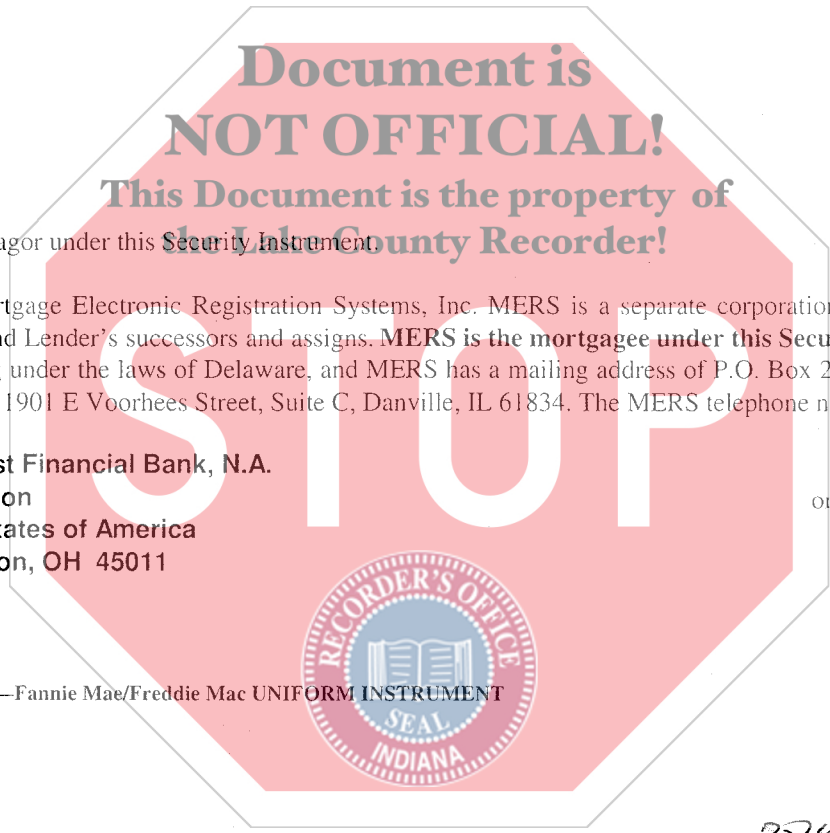 Document is
NOT OFFICIAL!
This Document is the property of
the Lake County Recorder!
agor under this Security Instrument.
rtgage Electronic Registration Systems, Inc. MERS is a separate corporation
nd Lender's successors and assigns. MERS is the mortgagee under this Secu
under the laws of Delaware, and MERS has a mailing address of P.O. Box 2
1901 E Voorhees Street, Suite C, Danville, IL 61834. The MERS telephone n
STOP
st Financial Bank, N.A.
on
or
tates of America
on, OH 45011
RECORDER'S OFFICE
SEAL
INDIANA
—Fannie Mae/Freddie Mac UNIFORM INSTRUMENT